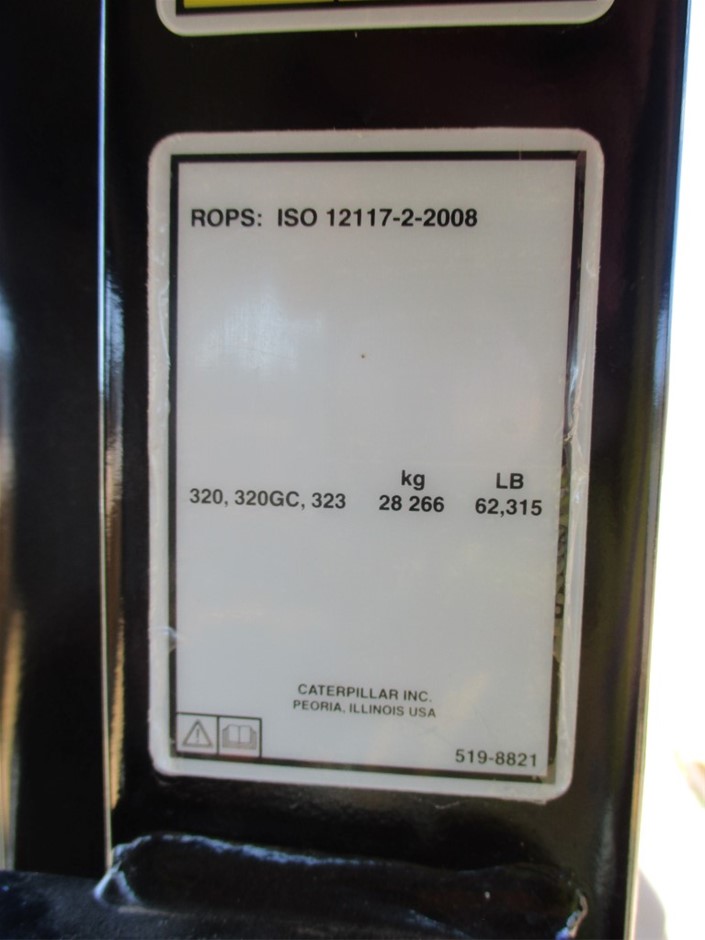 ROPS: ISO 12117-2-2008
kg LB
320, 320GC, 323 28 266 62,315
CATERPILLAR INC.
PEORIA, ILLINOIS USA
519-8821